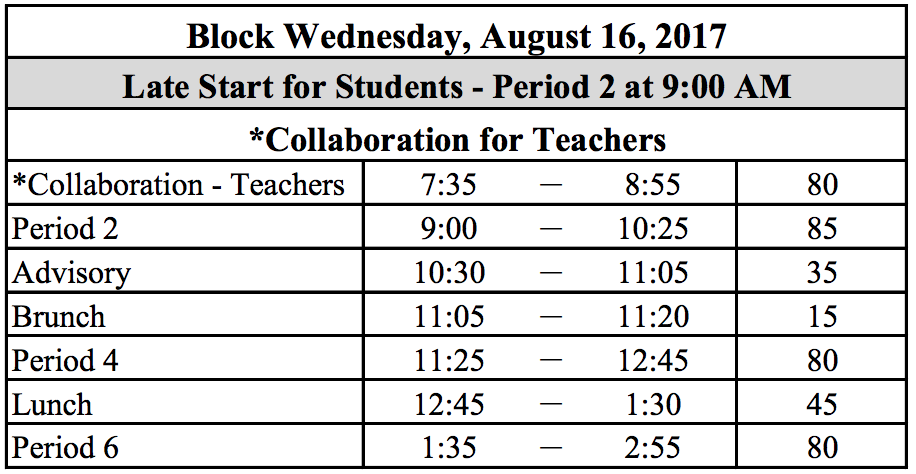 Block Wednesday, August 16, 2017
Late Start for Students - Period 2 at 9:00 AM
*Collaboration for Teachers
*Collaboration - Teachers 7:35 — 8:55 80
Period 2 9:00 — 10:25 85
Advisory 10:30 — 11:05 35
Brunch 11:05 — 11:20 15
Period 4 11:25 — 12:45 80
Lunch 12:45 — 1:30 45
Period 6 1:35 — 2:55 80